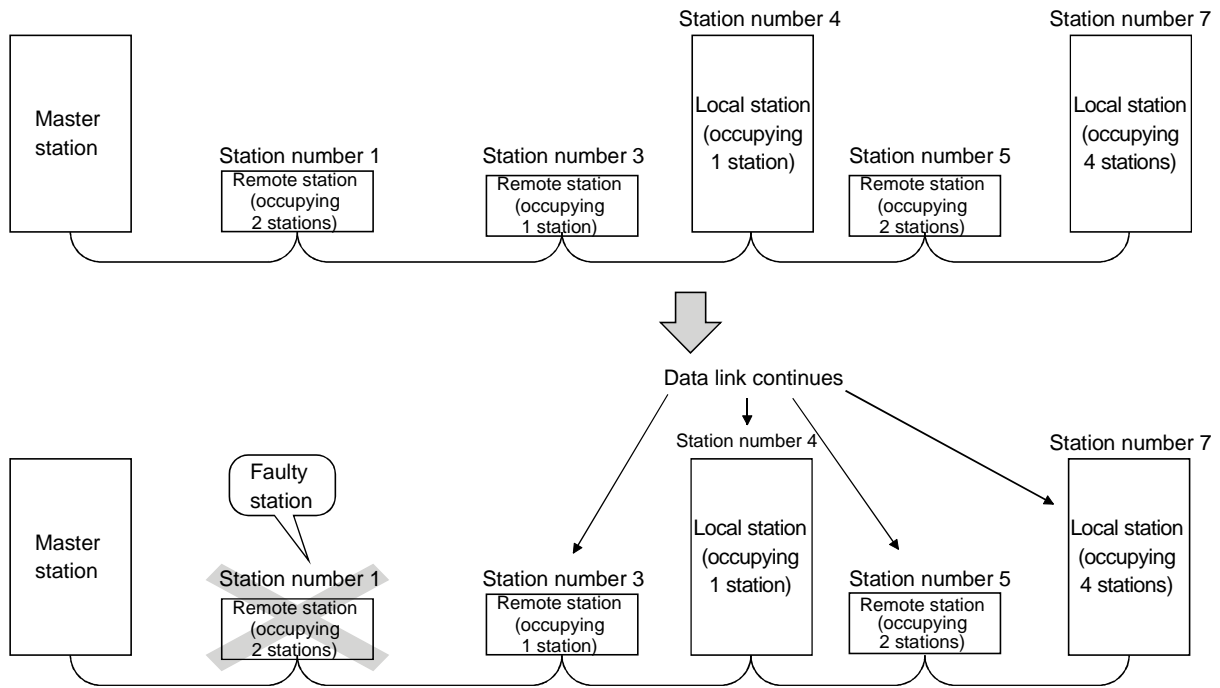 Station number 4
Station number 7
Master
station
Local station
(occupying
1 station)
Local station
(occupying
4 stations)
Station number 1
Station number 3
Station number 5
Remote station
(occupying
2 stations)
Remote station
(occupying
1 station)
Remote station
(occupying
2 stations)
Data link continues
Station number 4
Station number 7
Faulty
station
Master
station
Local station
(occupying
1 station)
Local station
(occupying
4 stations)
Station number 1
Station number 3
Station number 5
Remote station
(occupying
2 stations)
Remote station
(occupying
1 station)
Remote station
(occupying
2 stations)